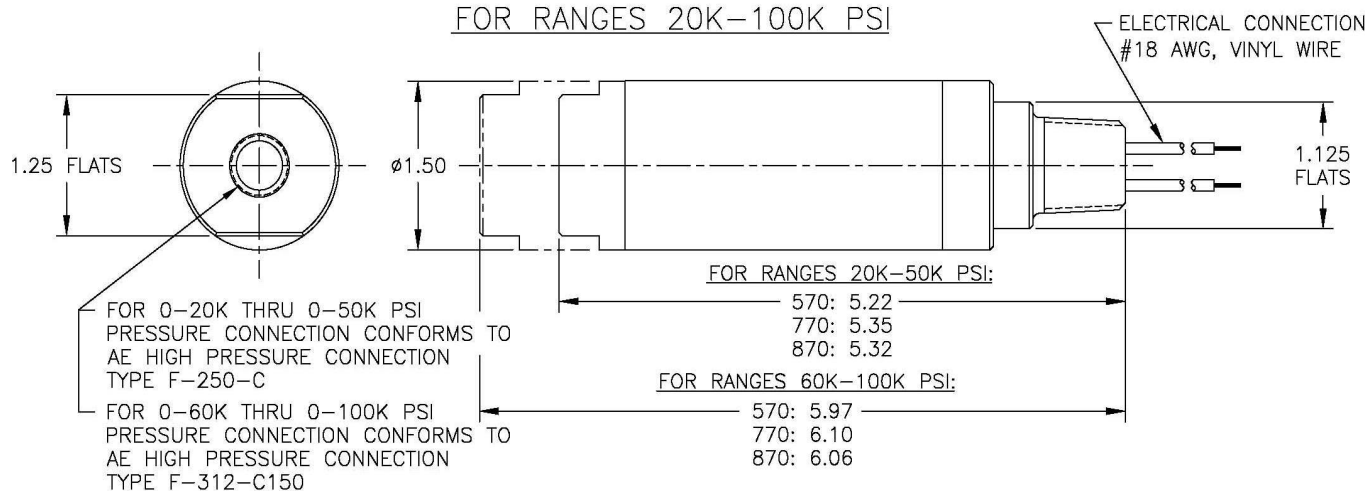 FOR RANGES 20K-100K PSI
ELECTRICAL CONNECTION
#18 AWG, VINYL WIRE
1.25 FLATS
ø1.50
1.125
FLATS
FOR RANGES 20K-50K PSI:
570: 5.22
770: 5.35
870: 5.32
FOR RANGES 60K-100K PSI:
570: 5.97
770: 6.10
870: 6.06
FOR 0-20K THRU 0-50K PSI
PRESSURE CONNECTION CONFORMS TO
AE HIGH PRESSURE CONNECTION
TYPE F-250-C
FOR 0-60K THRU 0-100K PSI
PRESSURE CONNECTION CONFORMS TO
AE HIGH PRESSURE CONNECTION
TYPE F-312-C150